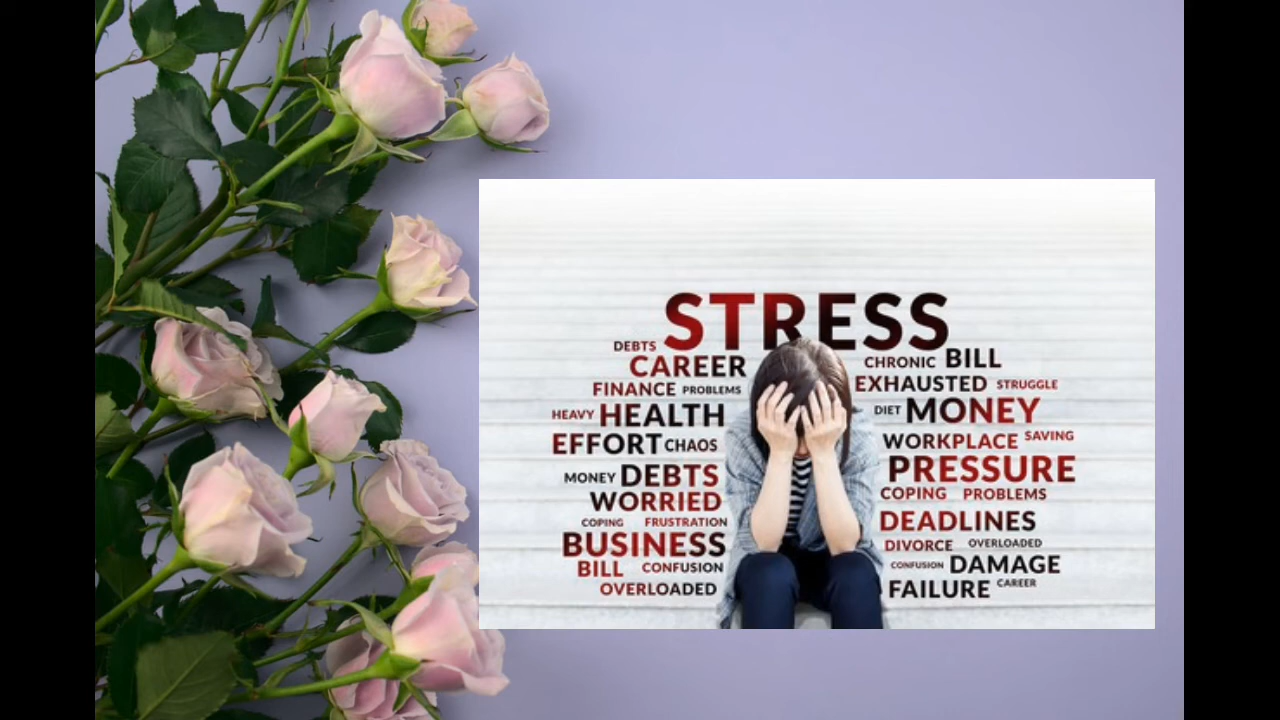 STRESS
DEBTS
CAREER
FINANCE PROBLEMS
HEAVY HEALTH
EFFORT CHAOS
MONEY DEBTS
WORRIED
COPING FRUSTRATION
BUSINESS
BILL CONFUSION
OVERLOADED
CHRONIC BILL
EXHAUSTED STRUGGLE
DIET MONEY
WORKPLACE SAVING
PRESSURE
COPING PROBLEMS
DEADLINES
DIVORCE OVERLOADED
CONFUSION DAMAGE
FAILURE CAREER